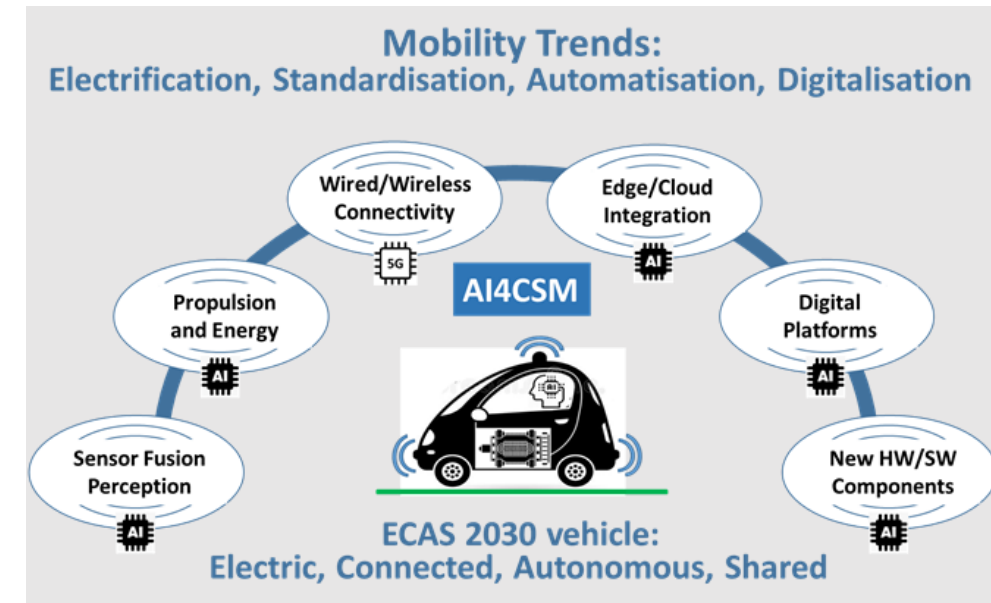 Mobility Trends:
Electrification, Standardisation, Automatisation, Digitalisation
Wired/Wireless
Connectivity
5G
Edge/Cloud
Integration
AI
Propulsion
and Energy
AI
AI4CSM
Digital
Platforms
AI
Sensor Fusion
Perception
AI
AI
New HW/SW
Components
AI
ECAS 2030 vehicle:
Electric, Connected, Autonomous, Shared